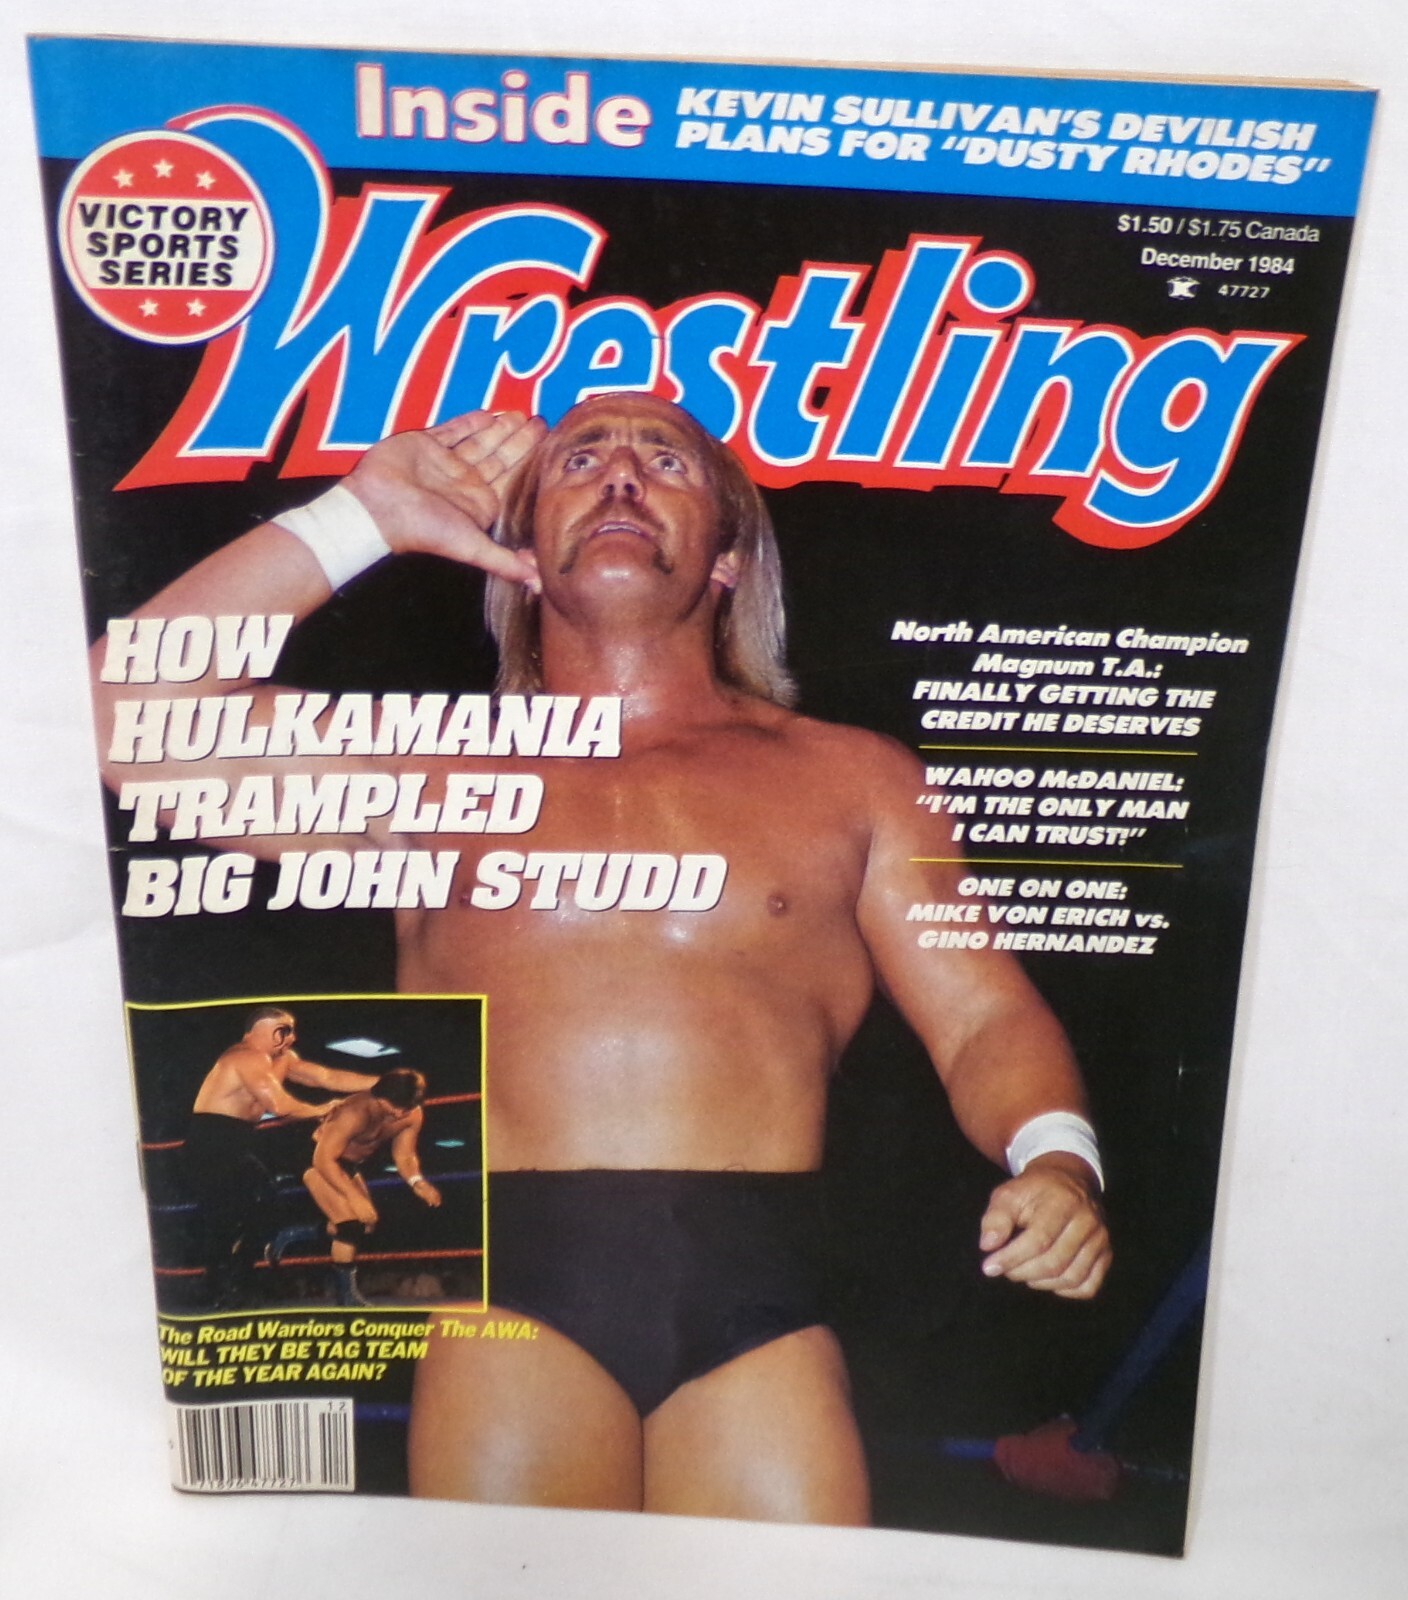 Inside
KEVIN SULLIVAN'S DEVILISH
PLANS FOR "DUSTY RHODES"
VICTORY
SPORTS
SERIES
Wrestling
$1.50 / $1.75 Canada
December 1984
47727
HOW
HULKAMANIA
TRAMPLED
BIG JOHN STUDD
North American Champion
Magnum T.A.:
FINALLY GETTING THE
CREDIT HE DESERVES
WAHOO McDANIEL:
"I'M THE ONLY MAN
I CAN TRUST!"
ONE ON ONE:
MIKE VON ERICH vs.
GINO HERNANDEZ
The Road Warriors Conquer The AWA:
WILL THEY BE TAG TEAM
OF THE YEAR AGAIN?
12
71896 47727